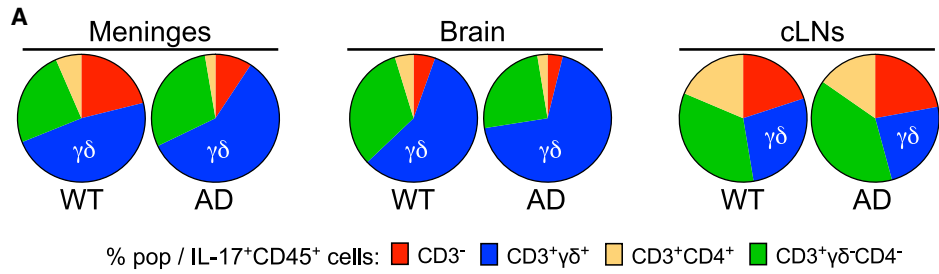 A
Meninges Brain cLNs
γδ γδ γδ γδ γδ γδ
WT AD WT AD WT AD
% pop / IL-17⁺CD45⁺ cells: CD3⁻ CD3⁺γδ⁺ CD3⁺CD4⁺ CD3⁺γδ⁻CD4⁻